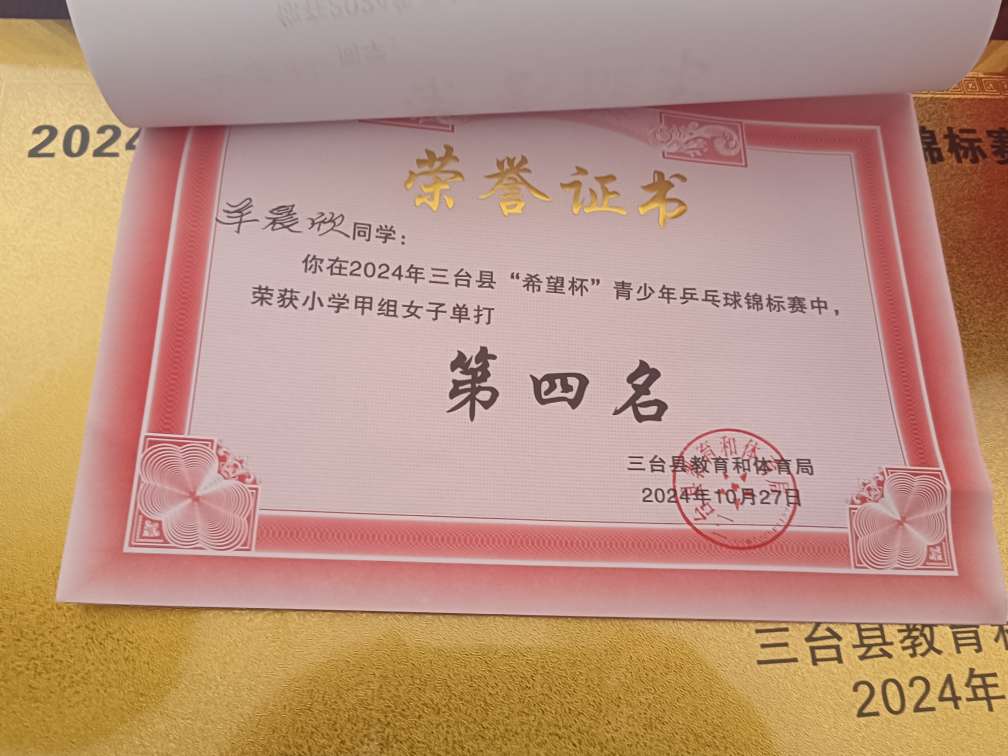 2024
锦标赛
荣誉证书
羊晨欣同学：
你在2024年三台县“希望杯”青少年乒乓球锦标赛中，
荣获小学甲组女子单打
第四名
三台县教育和体育局
2024年10月27日
三台县教育和
2024年